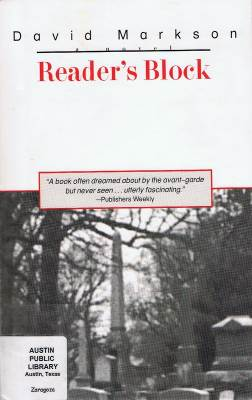 David Markson
a novel
Reader's Block
"A book often dreamed about by the avant-garde
but never seen . . . utterly fascinating."
—Publishers Weekly
AUSTIN
PUBLIC
LIBRARY
Austin, Texas
Zaragoza